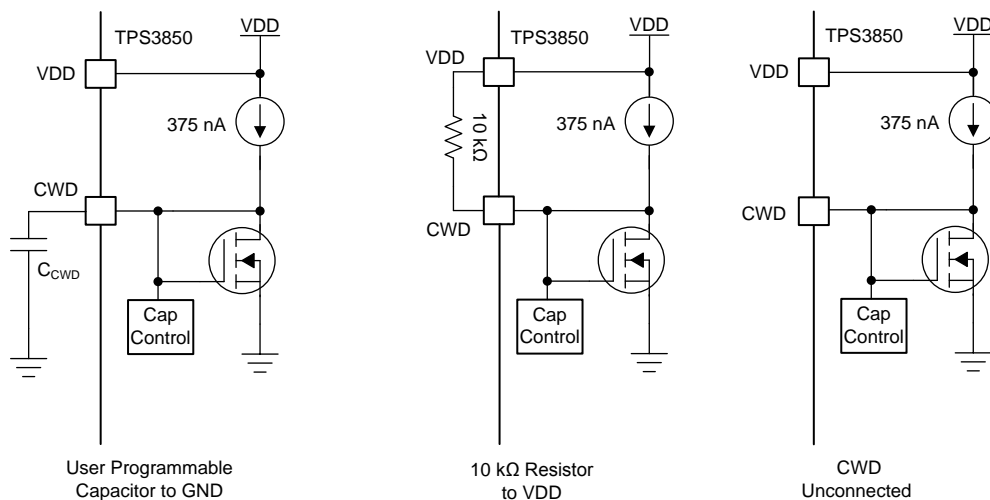 TPS3850
VDD
VDD
375 nA
CWD
CCWD
Cap
Control
User Programmable
Capacitor to GND
TPS3850
VDD
VDD
10 kΩ
375 nA
CWD
Cap
Control
10 kΩ Resistor
to VDD
TPS3850
VDD
VDD
375 nA
CWD
Cap
Control
CWD
Unconnected